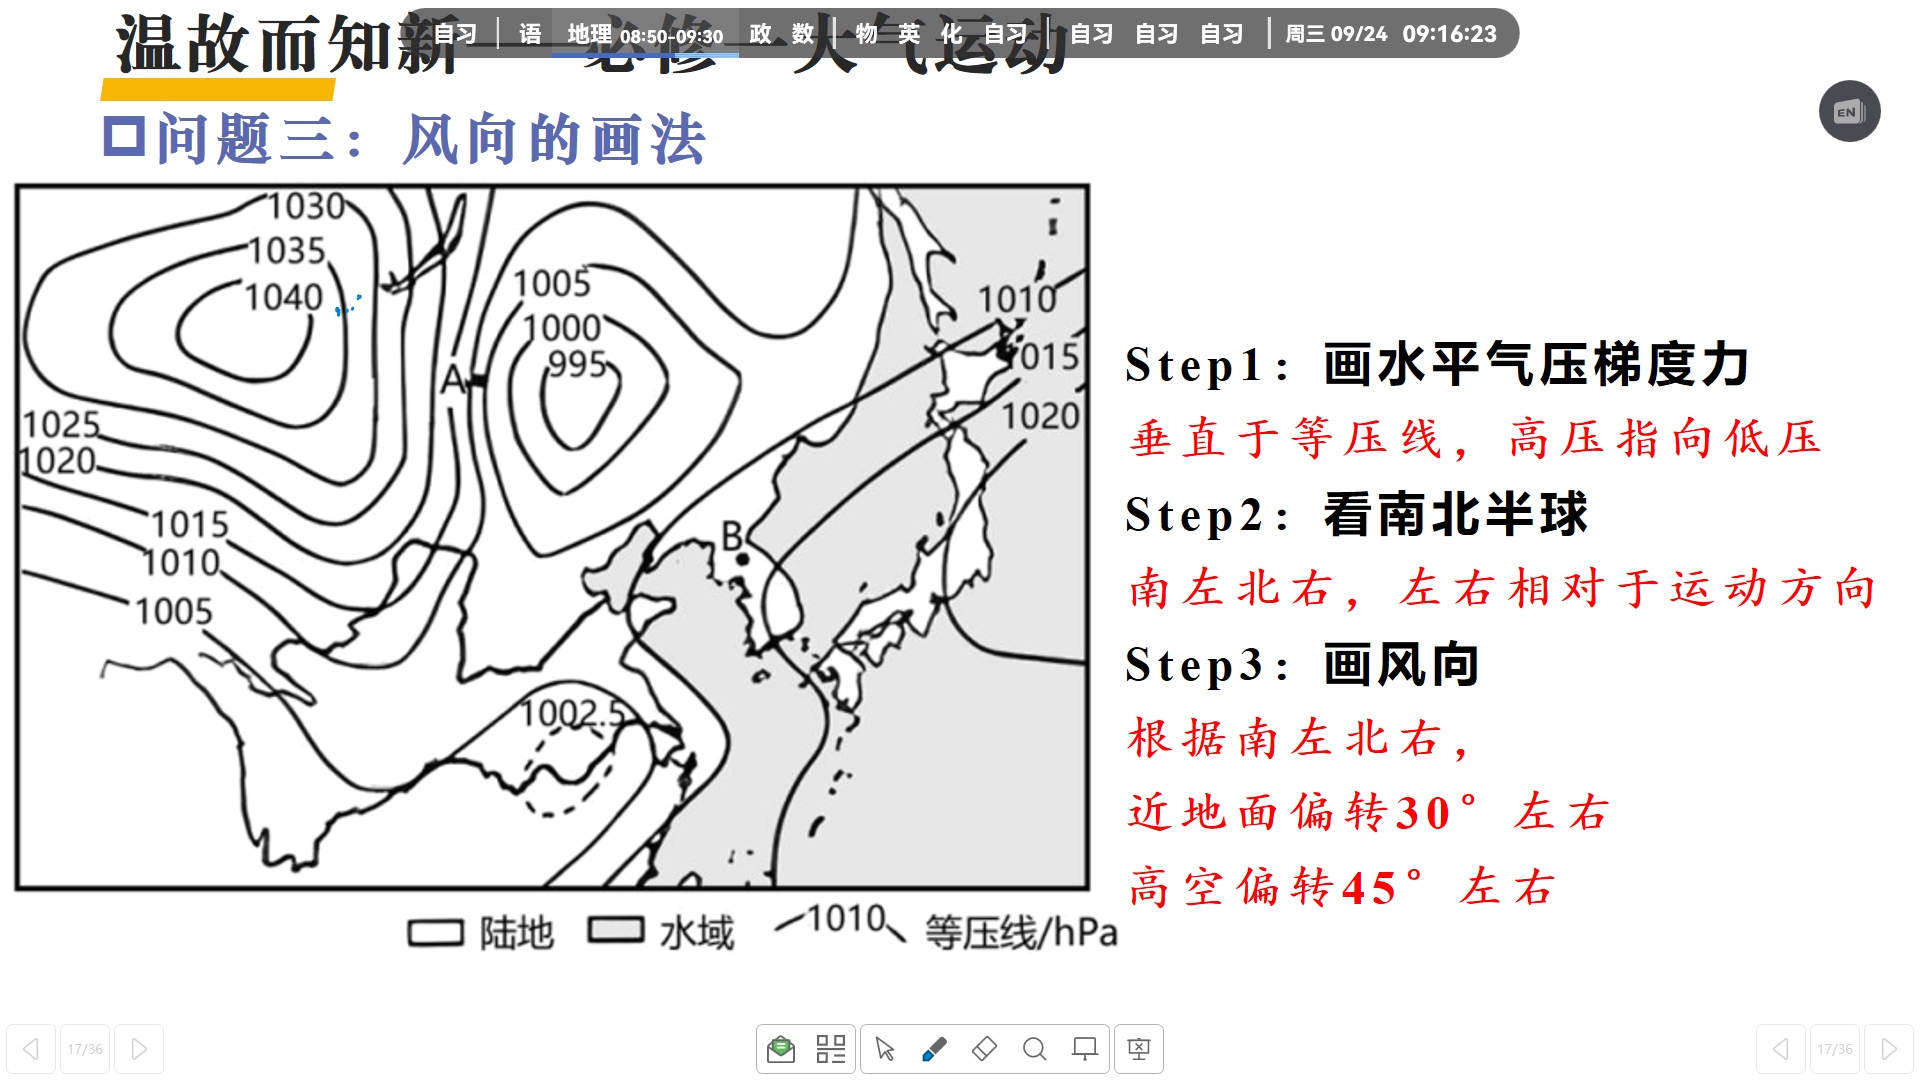 自习 | 语 地理 08:50-09:30 政 数 | 物 英 化 自习 | 自习 自习 自习 | 周三 09/24 09:16:23
温故而知新——必修一大气运动
EN
问题三：风向的画法
1030
1035
1040
1005
1000
995
A
1010
1015
1020
1025
1020
1015
1010
1005
B
1002.5
陆地 水域 1010 等压线/hPa
Step1：画水平气压梯度力
垂直于等压线，高压指向低压
Step2：看南北半球
南左北右，左右相对于运动方向
Step3：画风向
根据南左北右，
近地面偏转30°左右
高空偏转45°左右
17/36
17/36